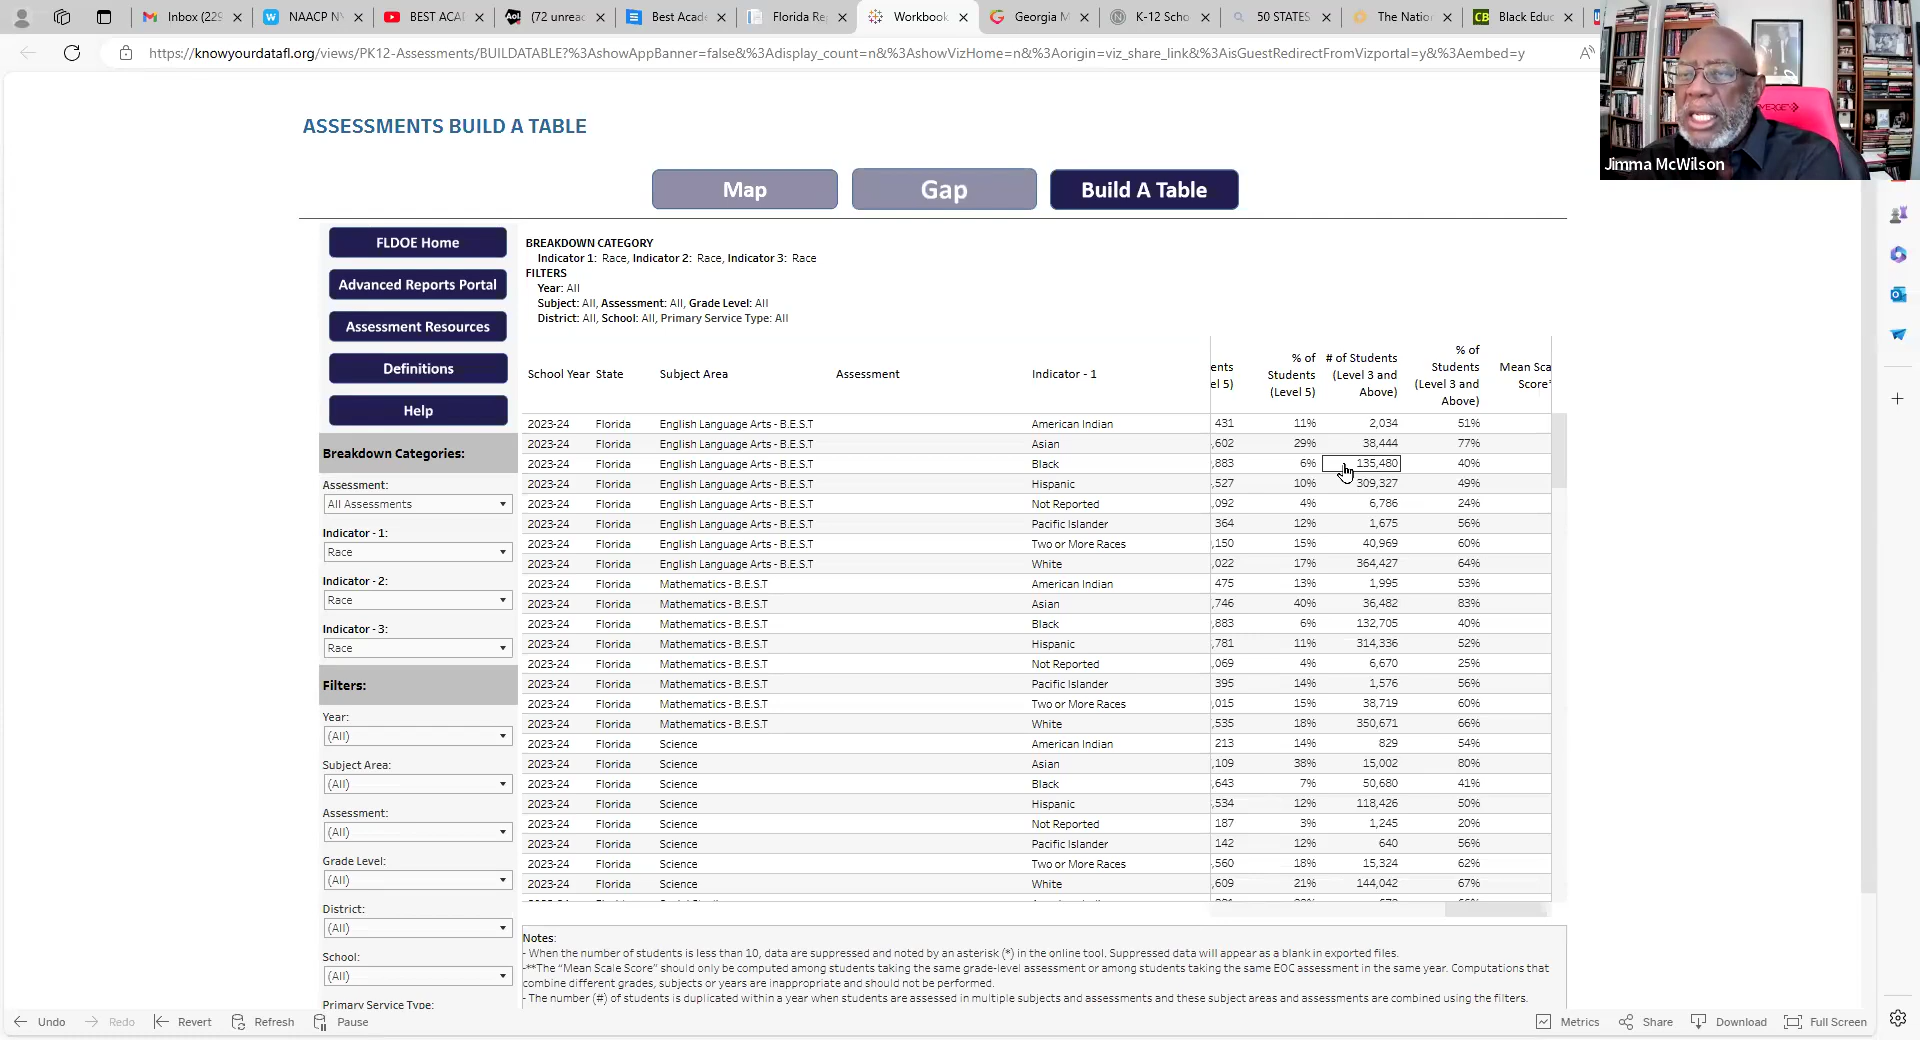 Inbox (229
NAACP NY
BEST ACA
(72 unrea
Best Acade
Florida Re
Workbook
Georgia M
K-12 Scho
50 STATES
The Natio
Black Educ
https://knowyourdatafl.org/views/PK12-Assessments/BUILDATABLE?%3AshowAppBanner=false&%3Adisplay_count=n&%3AshowVizHome=n&%3Aorigin=viz_share_link&%3AisGuestRedirectFromVizportal=y&%3Aembed=y
Jimma McWilson
ASSESSMENTS BUILD A TABLE
Map Gap Build A Table
FLDOE Home
Advanced Reports Portal
Assessment Resources
Definitions
Help
Breakdown Categories:
Assessment:
All Assessments
Indicator - 1:
Race
Indicator - 2:
Race
Indicator - 3:
Race
Filters:
Year:
(All)
Subject Area:
(All)
Assessment:
(All)
Grade Level:
(All)
District:
(All)
School:
(All)
Primary Service Type:
BREAKDOWN CATEGORY
Indicator 1: Race, Indicator 2: Race, Indicator 3: Race
FILTERS
Year: All
Subject: All, Assessment: All, Grade Level: All
District: All, School: All, Primary Service Type: All
School Year State Subject Area Assessment Indicator - 1 ents el 5) % of Students (Level 5) # of Students (Level 3 and Above) % of Students (Level 3 and Above) Mean Sca Score*
2023-24 Florida English Language Arts - B.E.S.T American Indian 431 11% 2,034 51%
2023-24 Florida English Language Arts - B.E.S.T Asian ,602 29% 38,444 77%
2023-24 Florida English Language Arts - B.E.S.T Black ,883 6% 135,480 40%
2023-24 Florida English Language Arts - B.E.S.T Hispanic ,527 10% 309,327 49%
2023-24 Florida English Language Arts - B.E.S.T Not Reported ,092 4% 6,786 24%
2023-24 Florida English Language Arts - B.E.S.T Pacific Islander 364 12% 1,675 56%
2023-24 Florida English Language Arts - B.E.S.T Two or More Races ,150 15% 40,969 60%
2023-24 Florida English Language Arts - B.E.S.T White ,022 17% 364,427 64%
2023-24 Florida Mathematics - B.E.S.T American Indian 475 13% 1,995 53%
2023-24 Florida Mathematics - B.E.S.T Asian ,746 40% 36,482 83%
2023-24 Florida Mathematics - B.E.S.T Black ,883 6% 132,705 40%
2023-24 Florida Mathematics - B.E.S.T Hispanic ,781 11% 314,336 52%
2023-24 Florida Mathematics - B.E.S.T Not Reported ,069 4% 6,670 25%
2023-24 Florida Mathematics - B.E.S.T Pacific Islander 395 14% 1,576 56%
2023-24 Florida Mathematics - B.E.S.T Two or More Races ,015 15% 38,719 60%
2023-24 Florida Mathematics - B.E.S.T White ,535 18% 350,671 66%
2023-24 Florida Science American Indian 213 14% 829 54%
2023-24 Florida Science Asian ,109 38% 15,002 80%
2023-24 Florida Science Black ,643 7% 50,680 41%
2023-24 Florida Science Hispanic ,534 12% 118,426 50%
2023-24 Florida Science Not Reported 187 3% 1,245 20%
2023-24 Florida Science Pacific Islander 142 12% 640 56%
2023-24 Florida Science Two or More Races ,560 18% 15,324 62%
2023-24 Florida Science White ,609 21% 144,042 67%
Notes:
- When the number of students is less than 10, data are suppressed and noted by an asterisk (*) in the online tool. Suppressed data will appear as a blank in exported files.
-**The “Mean Scale Score” should only be computed among students taking the same grade-level assessment or among students taking the same EOC assessment in the same year. Computations that
combine different grades, subjects or years are inappropriate and should not be performed.
- The number (#) of students is duplicated within a year when students are assessed in multiple subjects and assessments and these subject areas and assessments are combined using the filters.
Undo Redo Revert Refresh Pause Metrics Share Download Full Screen